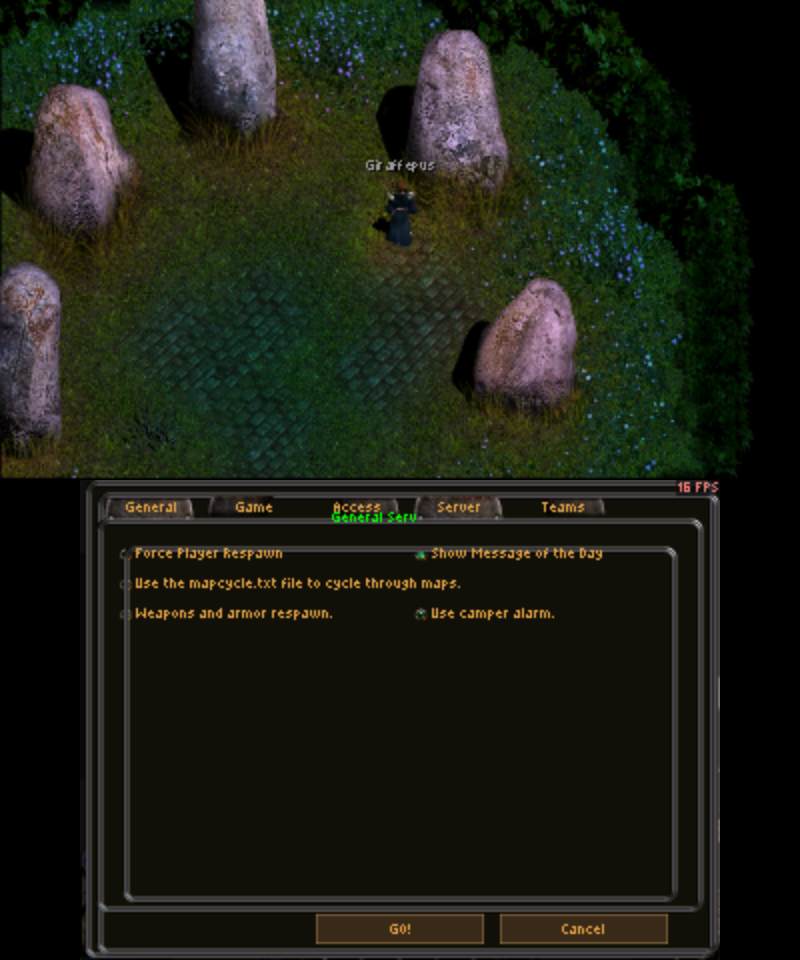 Giraffepus
16 FPS
General Game Access Server Teams
General Serv
Force Player Respawn Show Message of the Day
Use the mapcycle.txt file to cycle through maps.
Weapons and armor respawn. Use camper alarm.
GO! Cancel